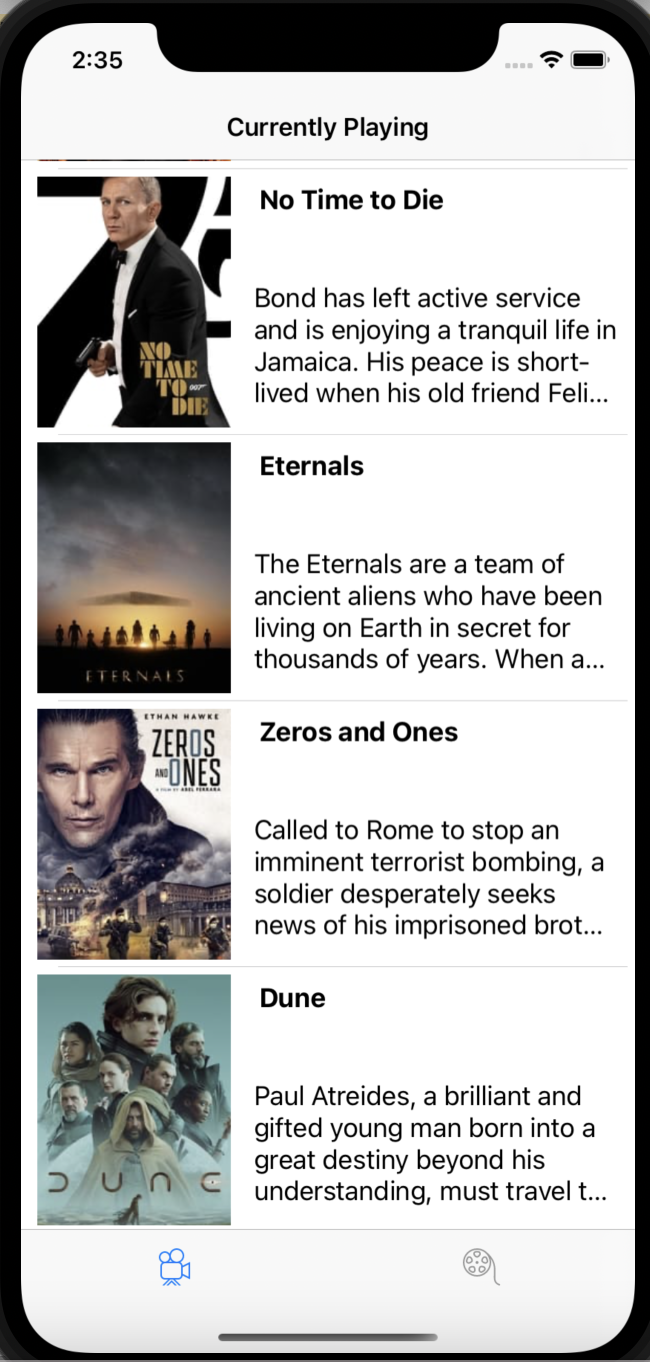 2:35
Currently Playing
NO
TIME
TO 007
DIE
No Time to Die
Bond has left active service
and is enjoying a tranquil life in
Jamaica. His peace is short-
lived when his old friend Feli...
ETERNALS
Eternals
The Eternals are a team of
ancient aliens who have been
living on Earth in secret for
thousands of years. When a...
ETHAN HAWKE
ZEROS
AND ONES
A FILM BY ABEL FERRARA
Zeros and Ones
Called to Rome to stop an
imminent terrorist bombing, a
soldier desperately seeks
news of his imprisoned brot...
DUNE
Dune
Paul Atreides, a brilliant and
gifted young man born into a
great destiny beyond his
understanding, must travel t...